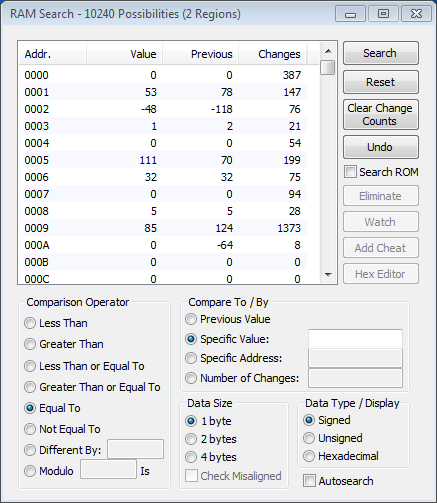 RAM Search - 10240 Possibilities (2 Regions)
Addr. Value Previous Changes
0000 0 0 387
0001 53 78 147
0002 -48 -118 76
0003 1 2 21
0004 0 0 54
0005 111 70 199
0006 32 32 75
0007 0 0 94
0008 5 5 28
0009 85 124 1373
000A 0 -64 8
000B 0 0 0
000C 0 0 0
Search
Reset
Clear Change
Counts
Undo
Search ROM
Eliminate
Watch
Add Cheat
Hex Editor
Comparison Operator
Less Than
Greater Than
Less Than or Equal To
Greater Than or Equal To
Equal To
Not Equal To
Different By:
Modulo Is
Compare To / By
Previous Value
Specific Value:
Specific Address:
Number of Changes:
Data Size
1 byte
2 bytes
4 bytes
Check Misaligned
Data Type / Display
Signed
Unsigned
Hexadecimal
Autosearch